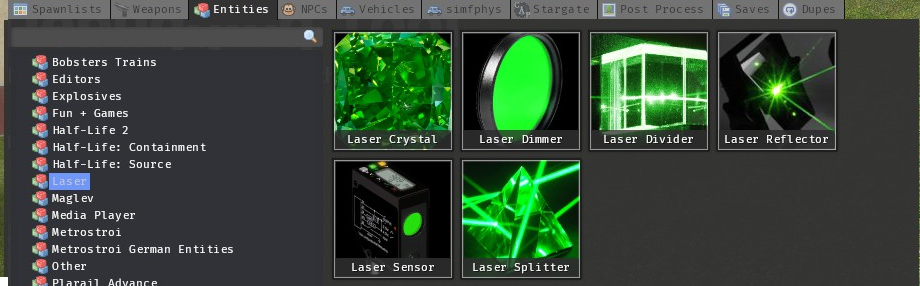 Spawnlists Weapons Entities NPCs Vehicles simfphys Stargate Post Process Saves Dupes
Bobsters Trains
Editors
Explosives
Fun + Games
Half-Life 2
Half-Life: Containment
Half-Life: Source
Laser
Maglev
Media Player
Metrostroi
Metrostroi German Entities
Other
Plarail Advance
Laser Crystal Laser Dimmer Laser Divider Laser Reflector
Laser Sensor Laser Splitter